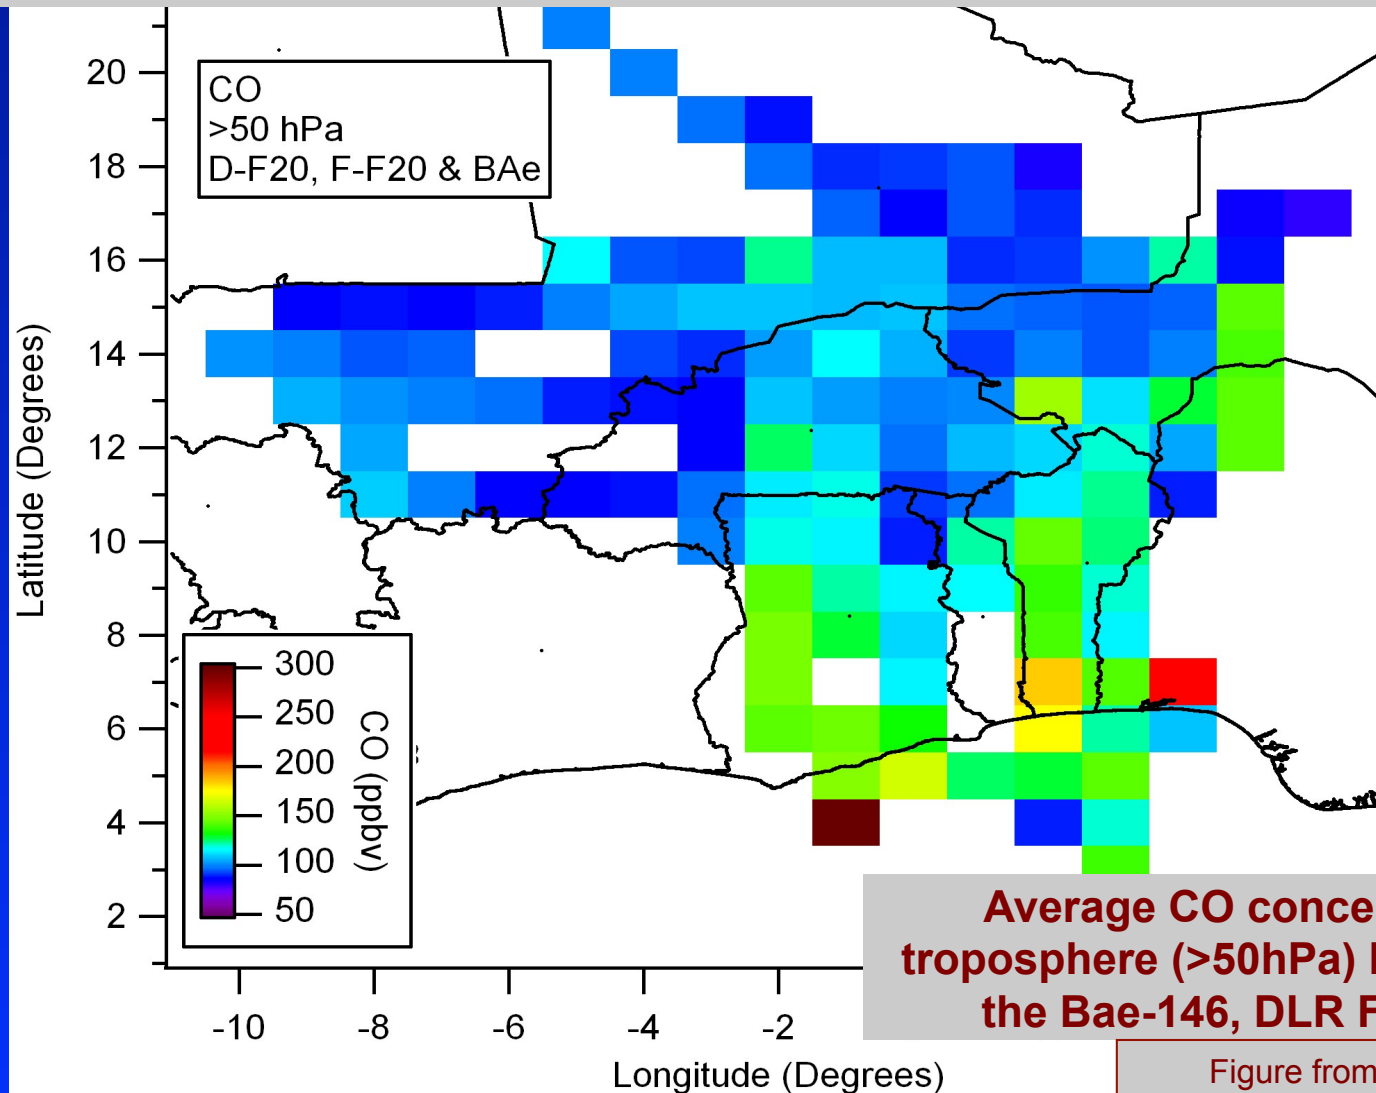 CO
>50 hPa
D-F20, F-F20 & BAe
20
18
16
14
12
10
8
6
4
2
Latitude (Degrees)
300
250
200
150
100
50
CO (ppbv)
-10
-8
-6
-4
-2
Longitude (Degrees)
Average CO conce
troposphere (>50hPa)
the Bae-146, DLR F
Figure from